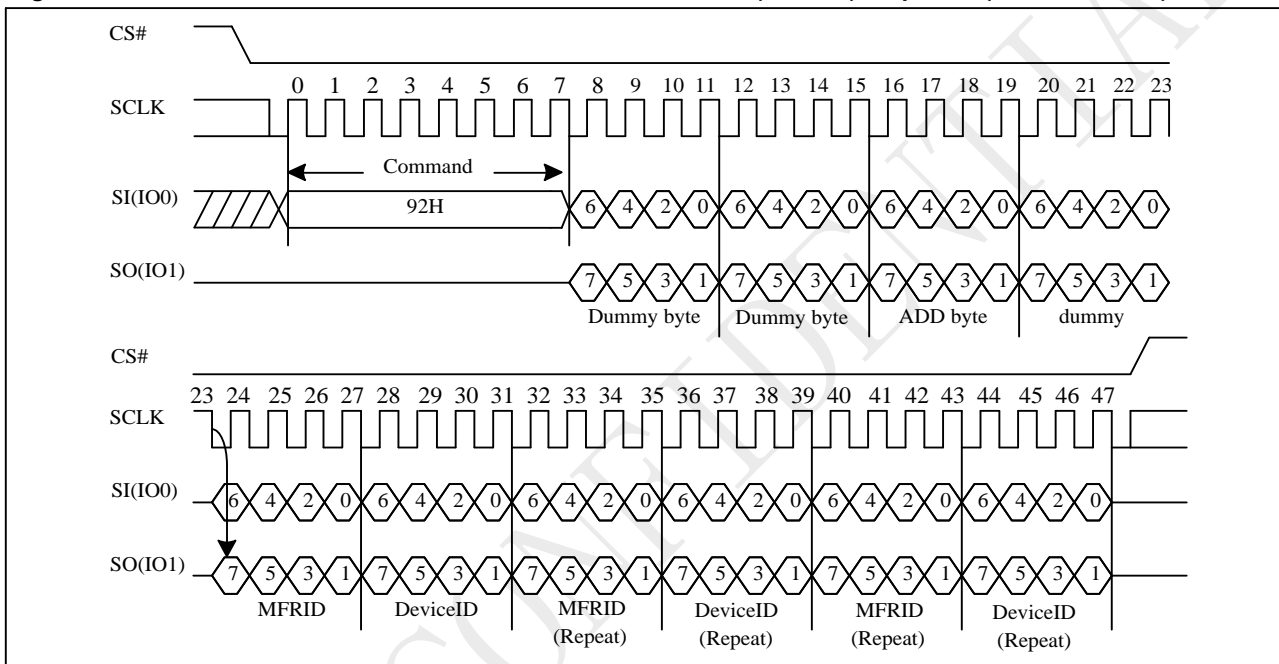 CS#
0 1 2 3 4 5 6 7 8 9 10 11 12 13 14 15 16 17 18 19 20 21 22 23
SCLK
Command
SI(IO0)
92H
6 4 2 0 6 4 2 0 6 4 2 0 6 4 2 0
SO(IO1)
7 5 3 1 7 5 3 1 7 5 3 1 7 5 3 1
Dummy byte Dummy byte ADD byte dummy
CS#
23 24 25 26 27 28 29 30 31 32 33 34 35 36 37 38 39 40 41 42 43 44 45 46 47
SCLK
SI(IO0)
6 4 2 0 6 4 2 0 6 4 2 0 6 4 2 0 6 4 2 0 6 4 2 0
SO(IO1)
7 5 3 1 7 5 3 1 7 5 3 1 7 5 3 1 7 5 3 1 7 5 3 1
MFRID DeviceID MFRID DeviceID MFRID DeviceID
(Repeat) (Repeat) (Repeat) (Repeat)